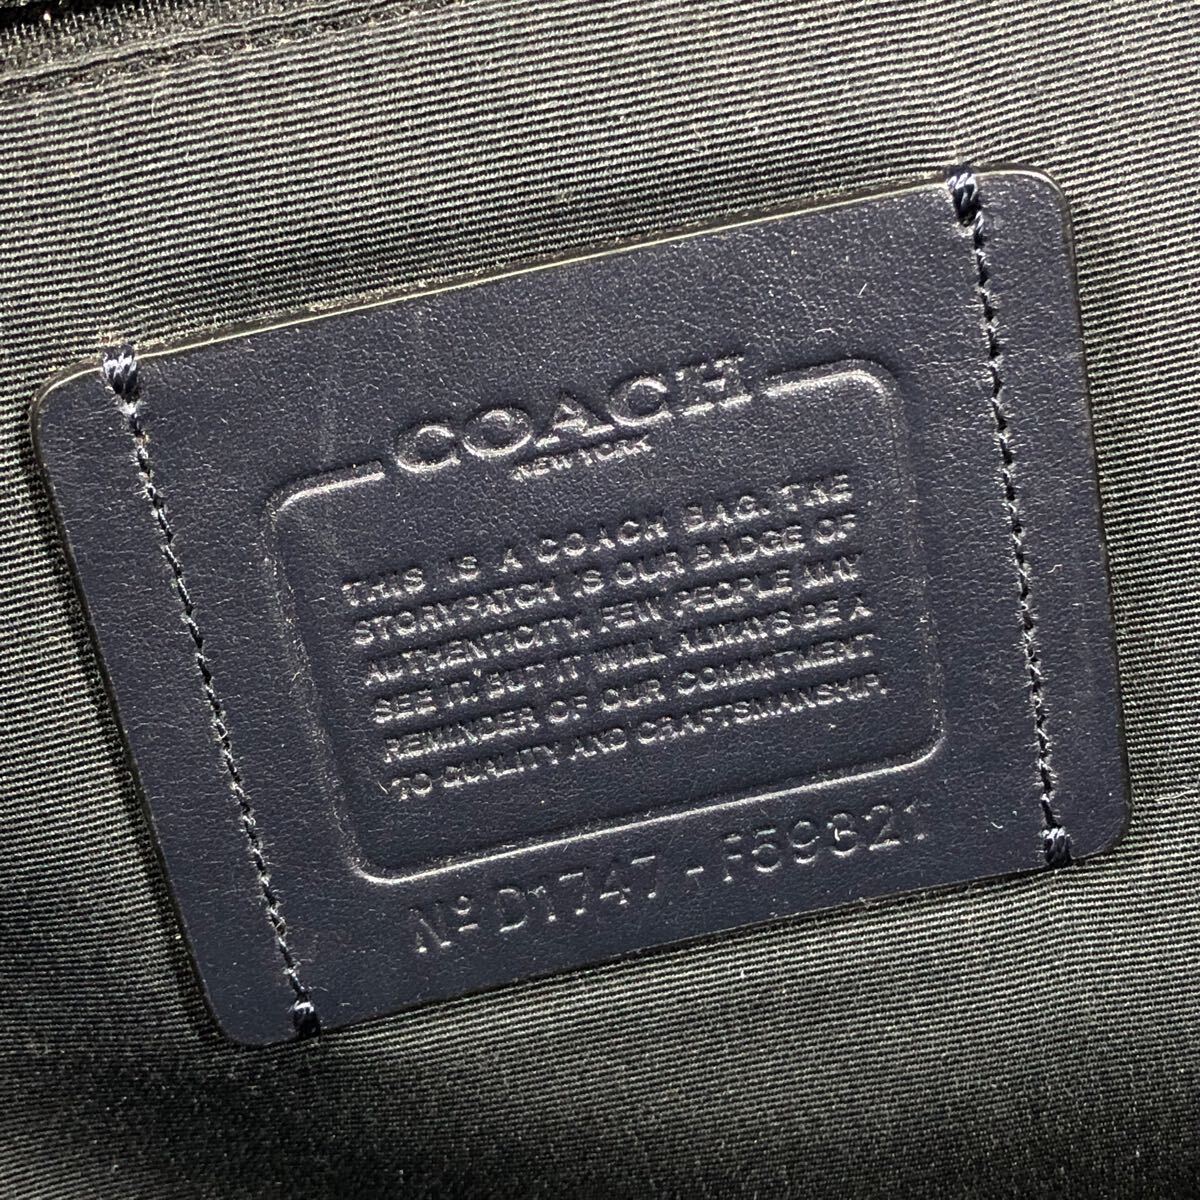 COACH
NEW YORK
THIS IS A COACH BAG. THE
STORYPATCH IS OUR BADGE OF
AUTHENTICITY. FEW PEOPLE MAY
SEE IT. BUT IT WILL ALWAYS BE A
REMINDER OF OUR COMMITMENT
TO QUALITY AND CRAFTSMANSHIP.
Nº D1747-F59321